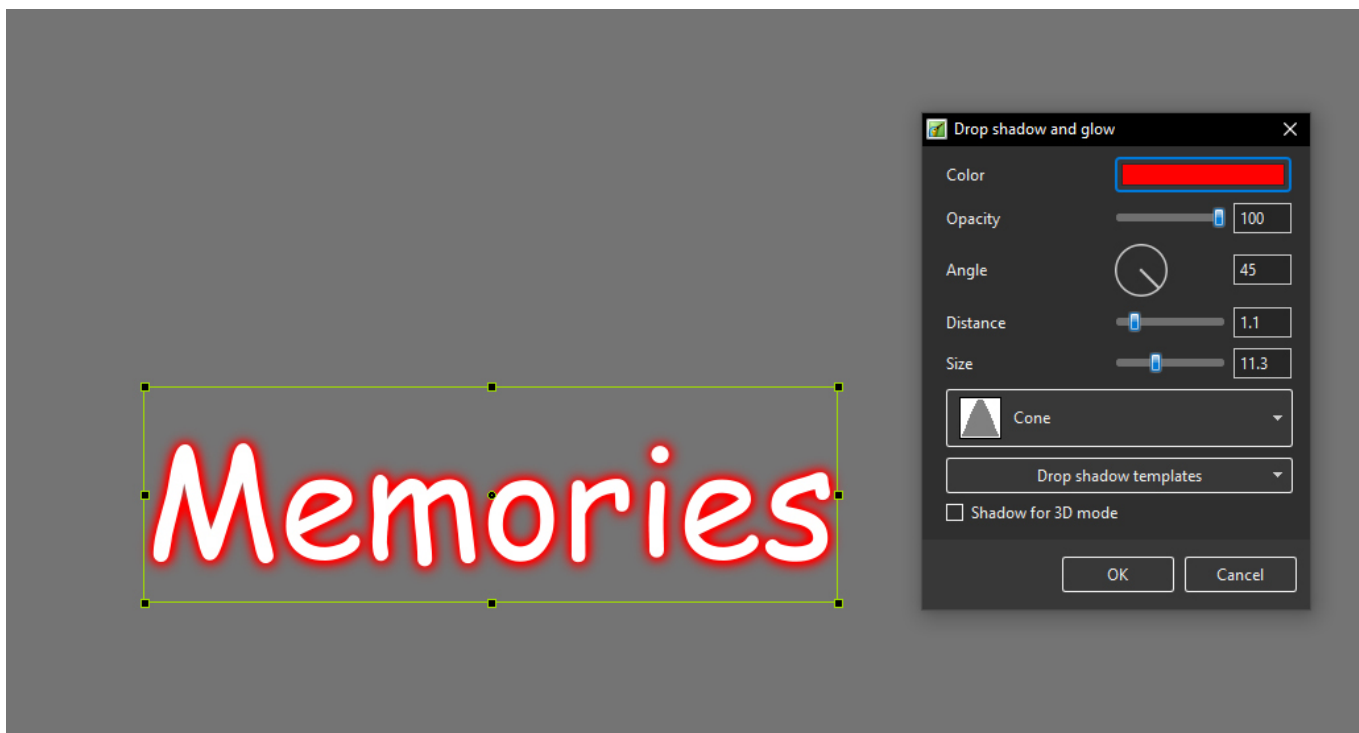 Drop shadow and glow
Color
Opacity 100
Angle 45
Distance 1.1
Size 11.3
Cone
Drop shadow templates
Shadow for 3D mode
OK Cancel
Memories